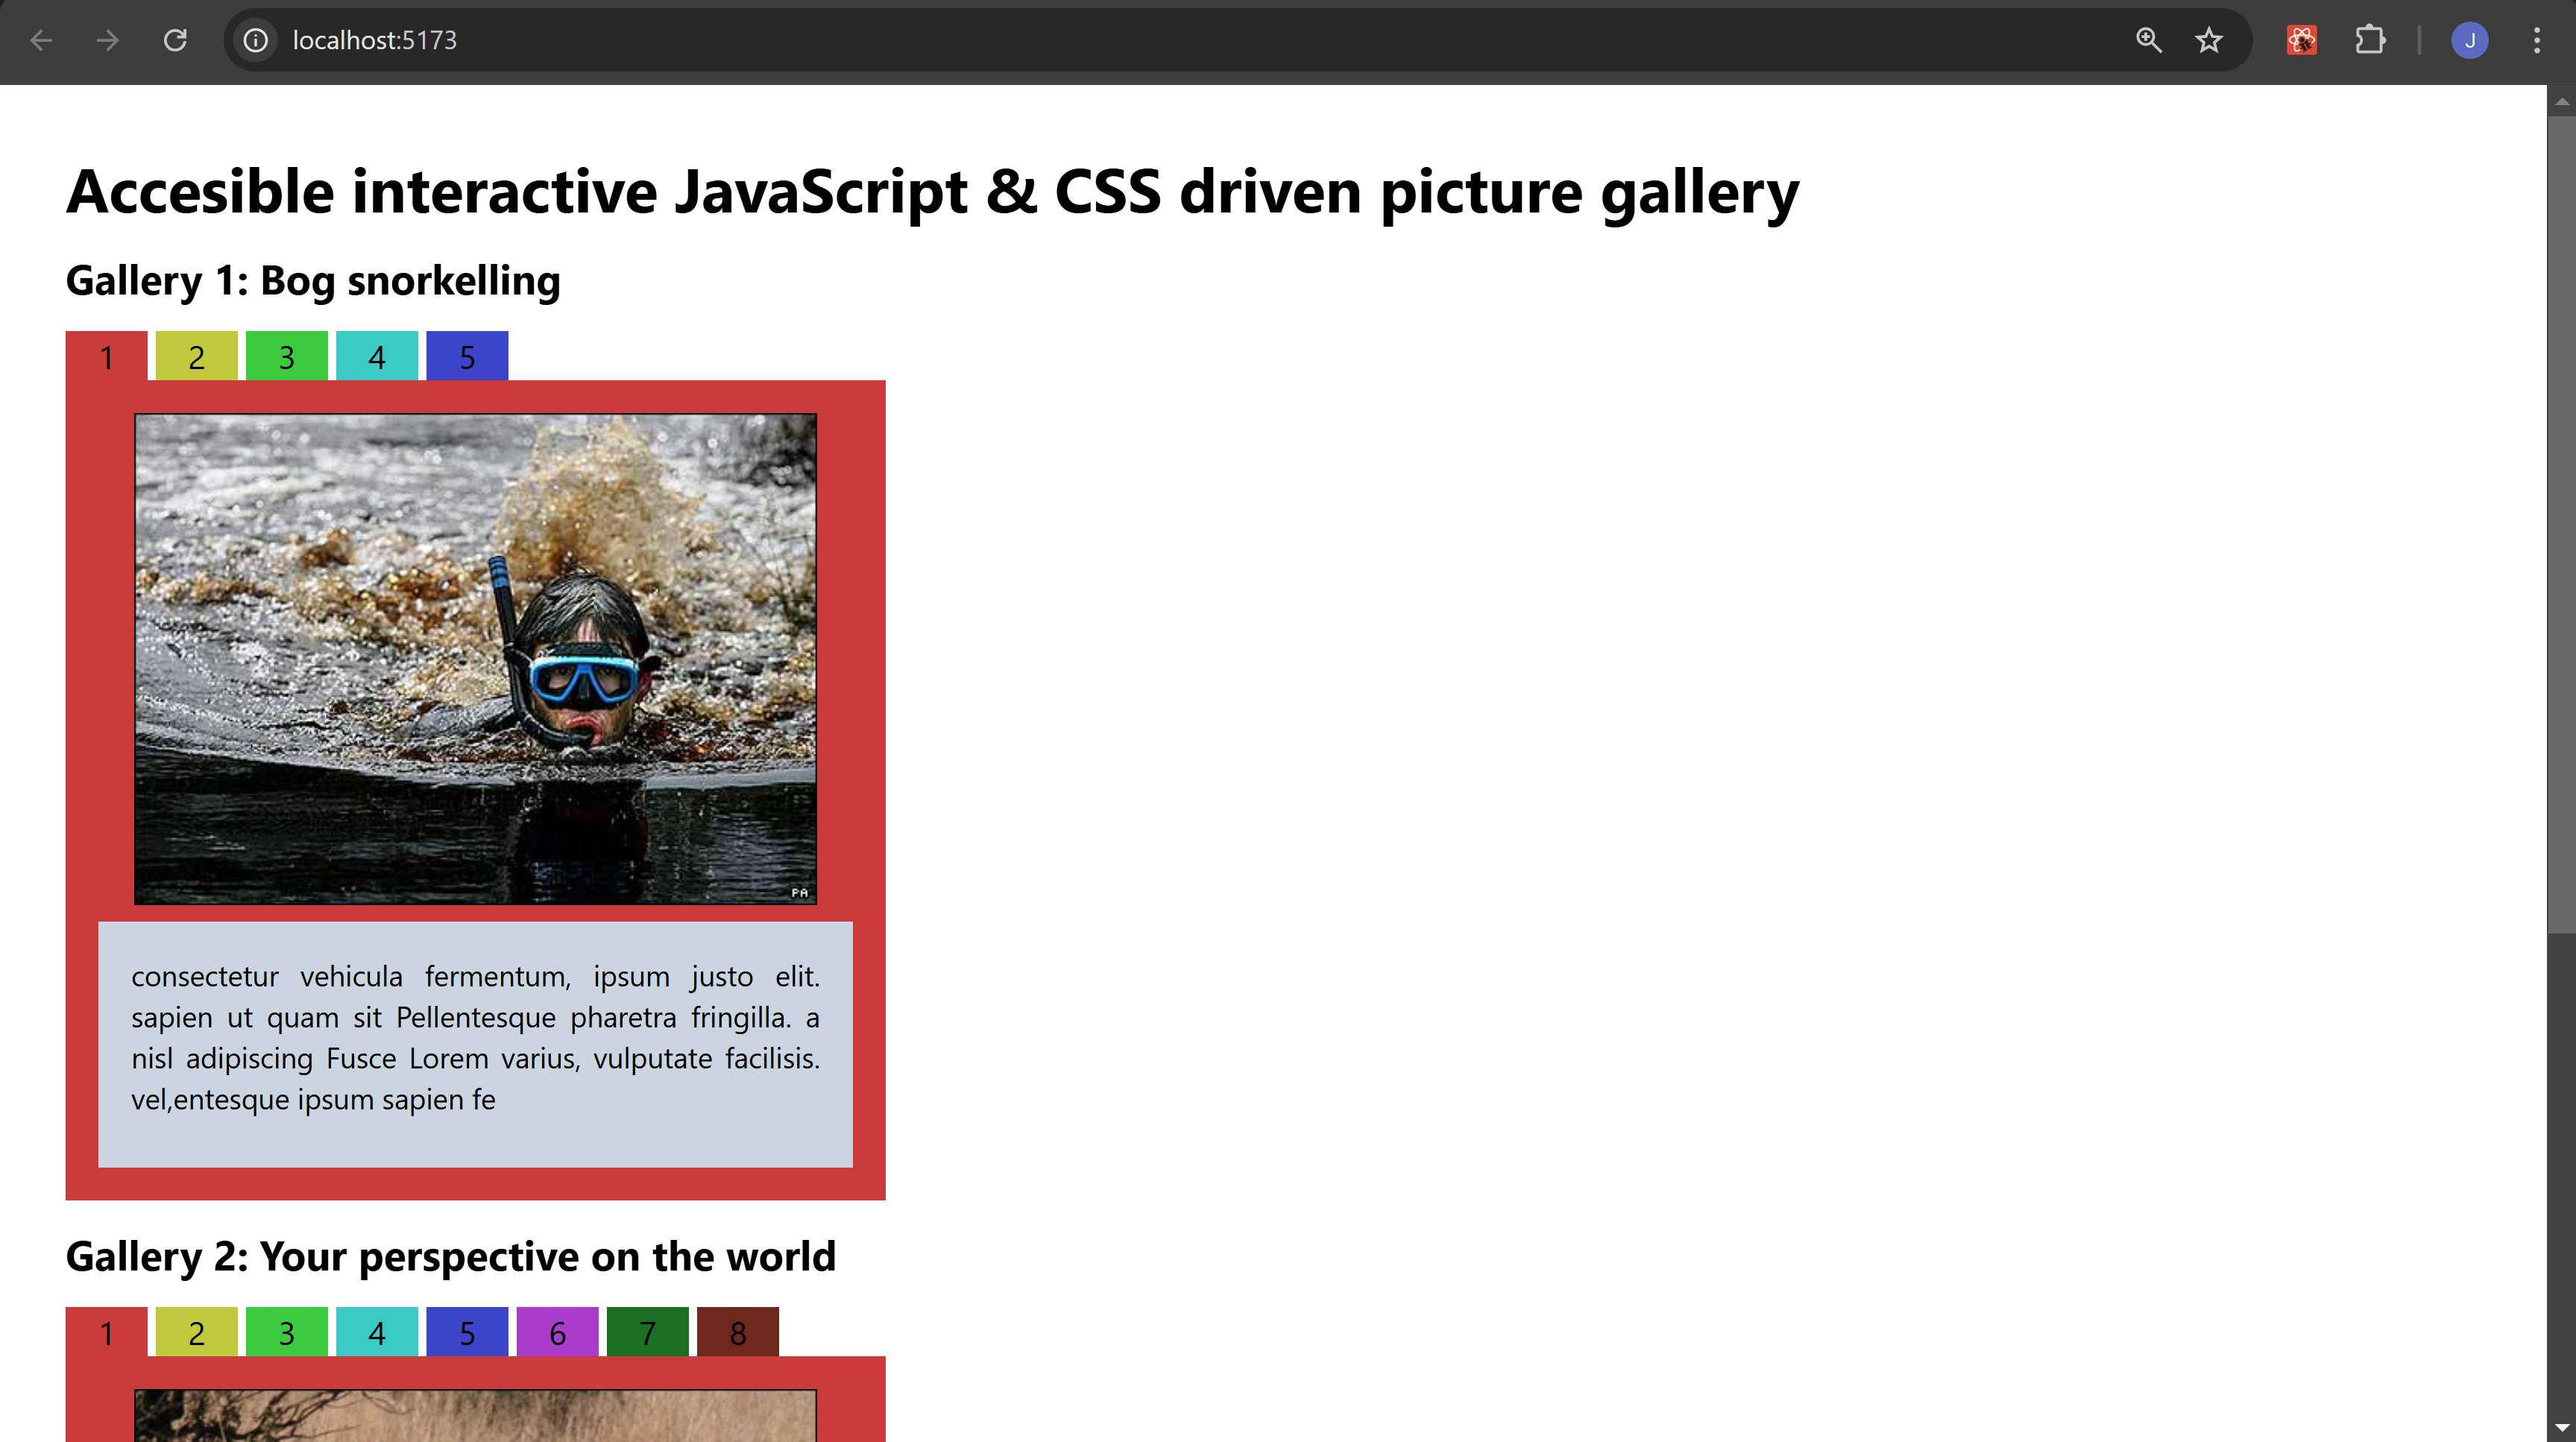 localhost:5173
J
Accesible interactive JavaScript & CSS driven picture gallery
Gallery 1: Bog snorkelling
1 2 3 4 5
PA
consectetur vehicula fermentum, ipsum justo elit.
sapien ut quam sit Pellentesque pharetra fringilla. a
nisl adipiscing Fusce Lorem varius, vulputate facilisis.
vel,entesque ipsum sapien fe
Gallery 2: Your perspective on the world
1 2 3 4 5 6 7 8